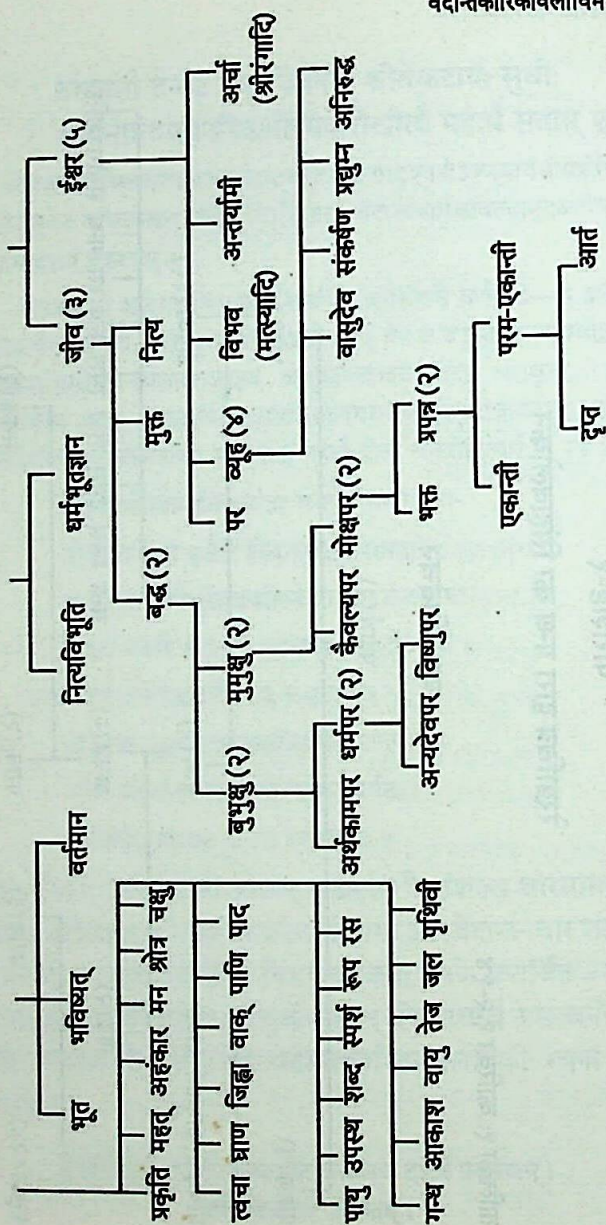 वेदान्तकारिकावलीविम
भूत भविष्यत् वर्तमान नित्यविभूति धर्मभूतज्ञान जीव (३) ईश्वर (५)
प्रकृति महत् अहंकार मन श्रोत्र चक्षु
त्वचा घ्राण जिह्वा वाक् पाणि पाद
पायु उपस्थ शब्द स्पर्श रूप रस
गन्ध आकाश वायु तेज जल पृथिवी
बद्ध (२) मुक्त नित्य
बुभुक्षु (२) मुमुक्षु (२)
अर्थकामपर धर्मपर (२) कैवल्यपर मोक्षपर (२)
अन्यदेवपर विष्णुपर
भक्त प्रपन्न (२)
एकान्ती परम-एकान्ती
दृप्त आर्त
पर व्यूह (४) विभव अन्तर्यामी अर्चा
(मत्स्यादि) (श्रीरंगादि)
वासुदेव संकर्षण प्रद्युम्न अनिरुद्ध